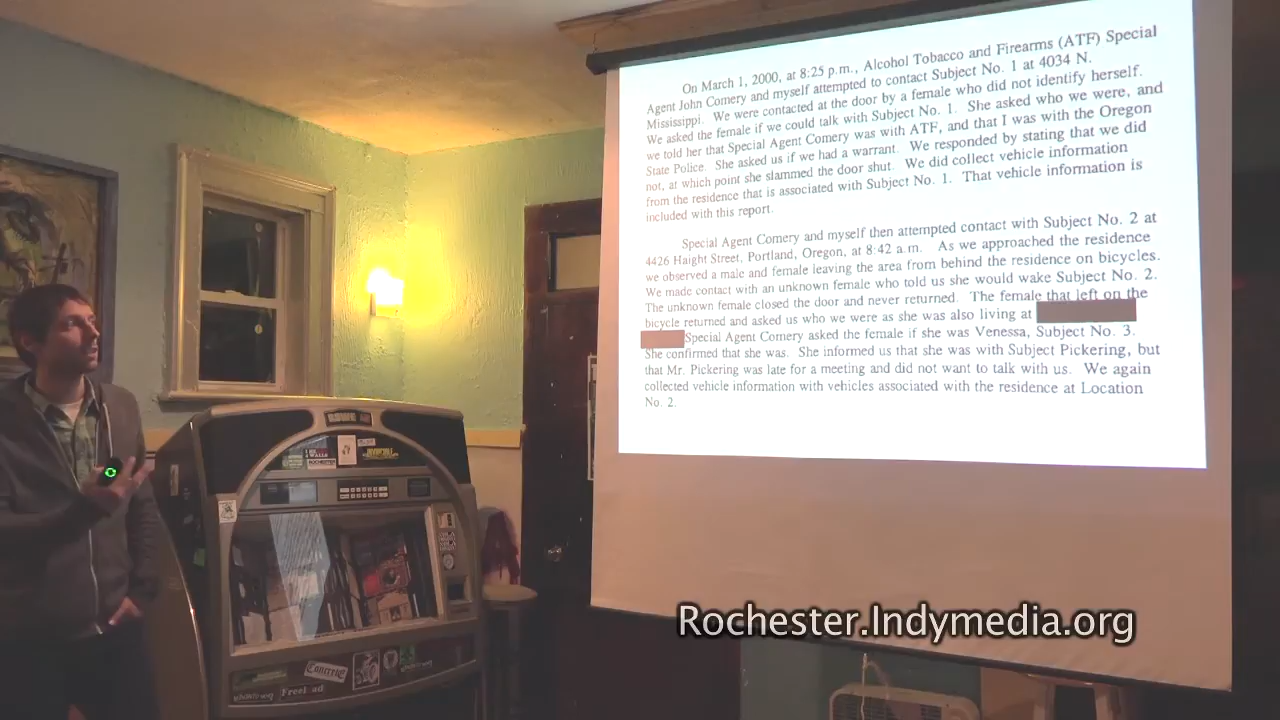 On March 1, 2000, at 8:25 p.m., Alcohol Tobacco and Firearms (ATF) Special
Agent John Comery and myself attempted to contact Subject No. 1 at 4034 N.
Mississippi. We were contacted at the door by a female who did not identify herself.
We asked the female if we could talk with Subject No. 1. She asked who we were, and
we told her that Special Agent Comery was with ATF, and that I was with the Oregon
State Police. She asked us if we had a warrant. We responded by stating that we did
not, at which point she slammed the door shut. We did collect vehicle information
from the residence that is associated with Subject No. 1. That vehicle information is
included with this report.
Special Agent Comery and myself then attempted contact with Subject No. 2 at
4426 Haight Street, Portland, Oregon, at 8:42 a.m. As we approached the residence
we observed a male and female leaving the area from behind the residence on bicycles.
We made contact with an unknown female who told us she would wake Subject No. 2.
The unknown female closed the door and never returned. The female that left on the
bicycle returned and asked us who we were as she was also living at
Special Agent Comery asked the female if she was Venessa, Subject No. 3.
She confirmed that she was. She informed us that she was with Subject Pickering, but
that Mr. Pickering was late for a meeting and did not want to talk with us. We again
collected vehicle information with vehicles associated with the residence at Location
No. 2.
ROWE
Concrete
Free! ad
Rochester.Indymedia.org